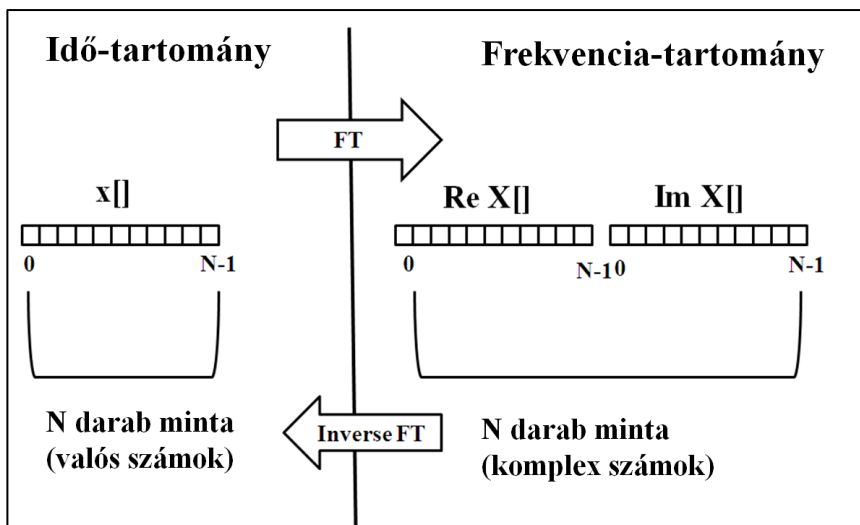 Idő-tartomány
Frekvencia-tartomány
FT
x[]
Re X[]
Im X[]
0
N-1
0
N-1
0
N-1
Inverse FT
N darab minta
(valós számok)
N darab minta
(komplex számok)